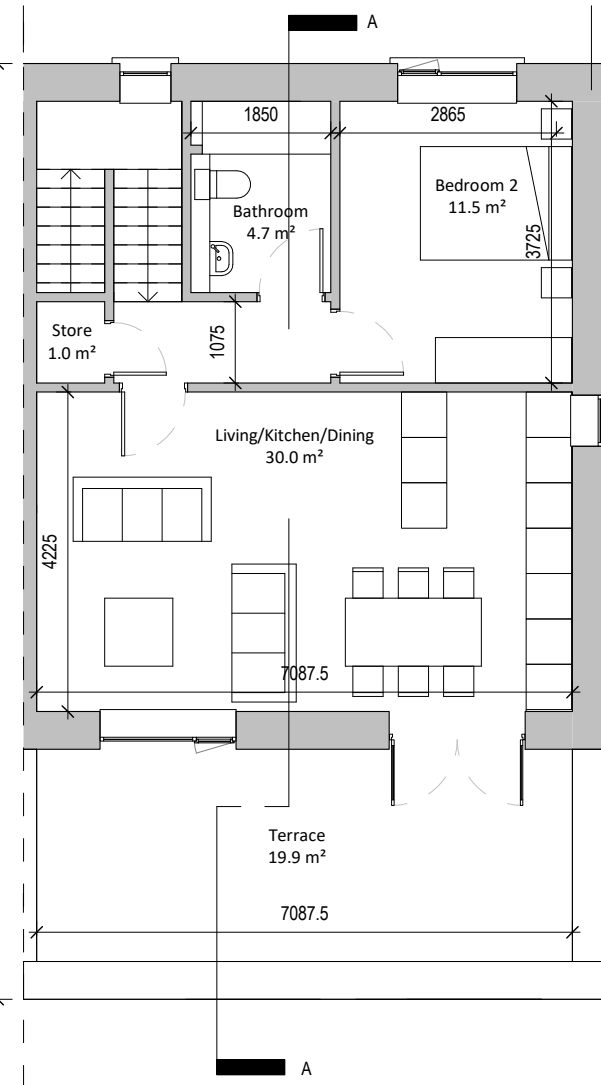 A
1850
2865
Bedroom 2
11.5 m²
Bathroom
4.7 m²
3725
Store
1.0 m²
1075
Living/Kitchen/Dining
30.0 m²
4225
7087.5
Terrace
19.9 m²
7087.5
A